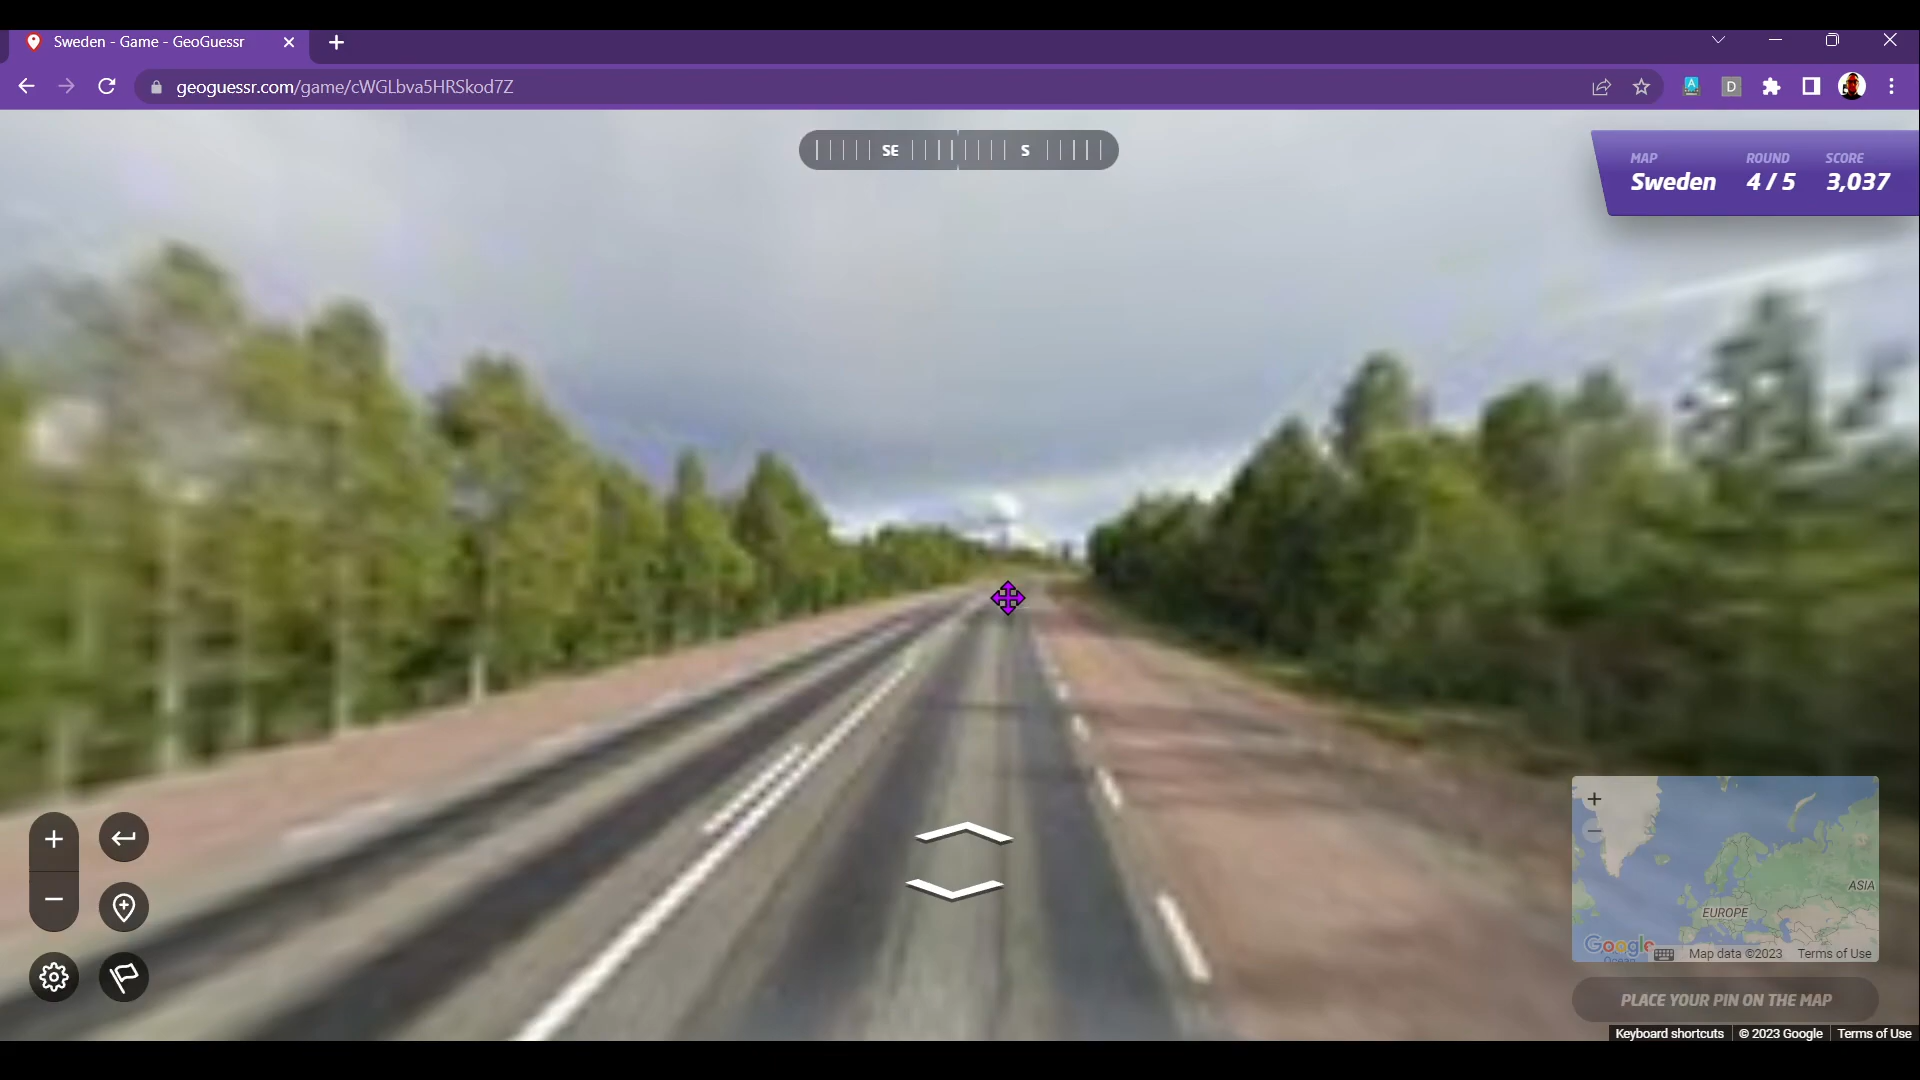 Sweden - Game - GeoGuessr
geoguessr.com/game/cWGLbva5HRSkod7Z
A
D
SE
S
MAP
ROUND
SCORE
Sweden
4 / 5
3,037
ASIA
EUROPE
Google
Map data ©2023
Terms of Use
PLACE YOUR PIN ON THE MAP
Keyboard shortcuts
© 2023 Google
Terms of Use